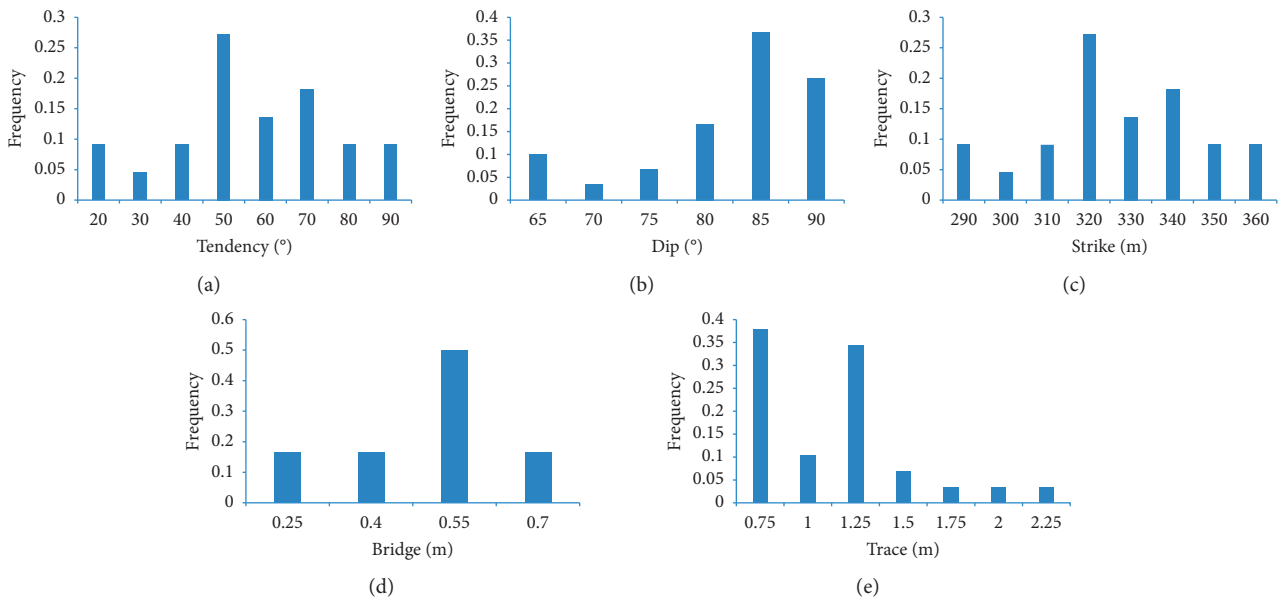 0.3
0.25
0.2
0.15
0.1
0.05
0
Frequency
20 30 40 50 60 70 80 90
Tendency (°)
(a)
0.4
0.35
0.25
0.3
0.15
0.2
0.1
0.05
0
Frequency
65 70 75 80 85 90
Dip (°)
(b)
0.3
0.25
0.2
0.15
0.1
0.05
0
Frequency
290 300 310 320 330 340 350 360
Strike (m)
(c)
0.6
0.5
0.4
0.3
0.2
0.1
0
Frequency
0.25 0.4 0.55 0.7
Bridge (m)
(d)
0.4
0.35
0.3
0.25
0.2
0.15
0.1
0.05
0
Frequency
0.75 1 1.25 1.5 1.75 2 2.25
Trace (m)
(e)